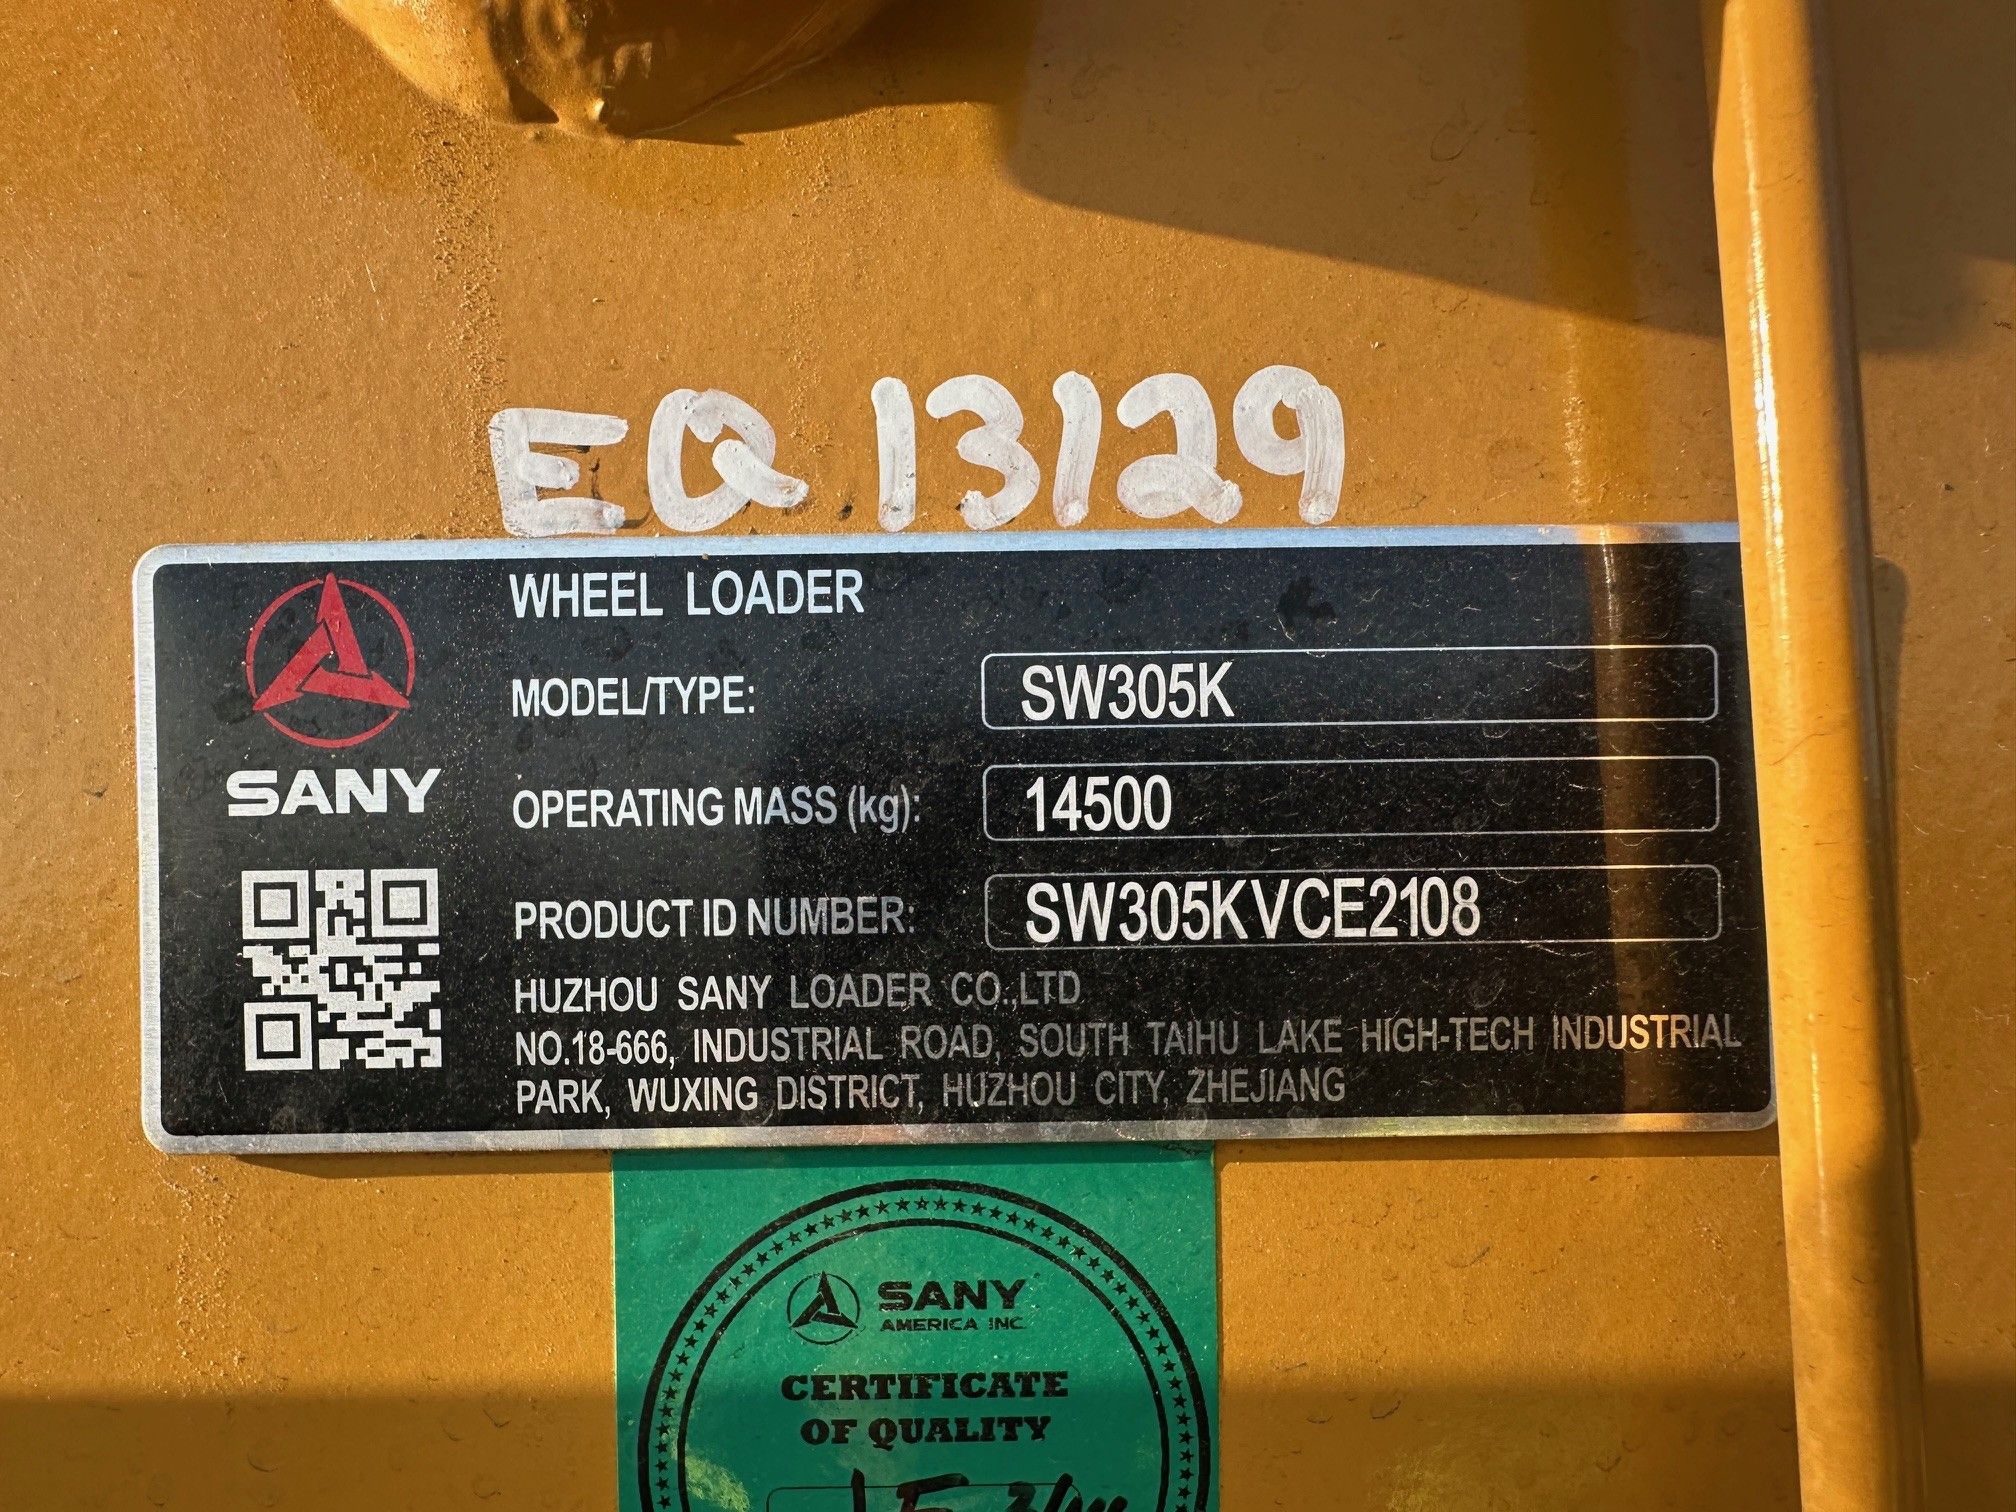 EQ 13129
WHEEL LOADER
MODEL/TYPE: SW305K
SANY
OPERATING MASS (kg): 14500
PRODUCT ID NUMBER: SW305KVCE2108
HUZHOU SANY LOADER CO.,LTD
NO.18-666, INDUSTRIAL ROAD, SOUTH TAIHU LAKE HIGH-TECH INDUSTRIAL
PARK, WUXING DISTRICT, HUZHOU CITY, ZHEJIANG
SANY
AMERICA INC.
CERTIFICATE
OF QUALITY